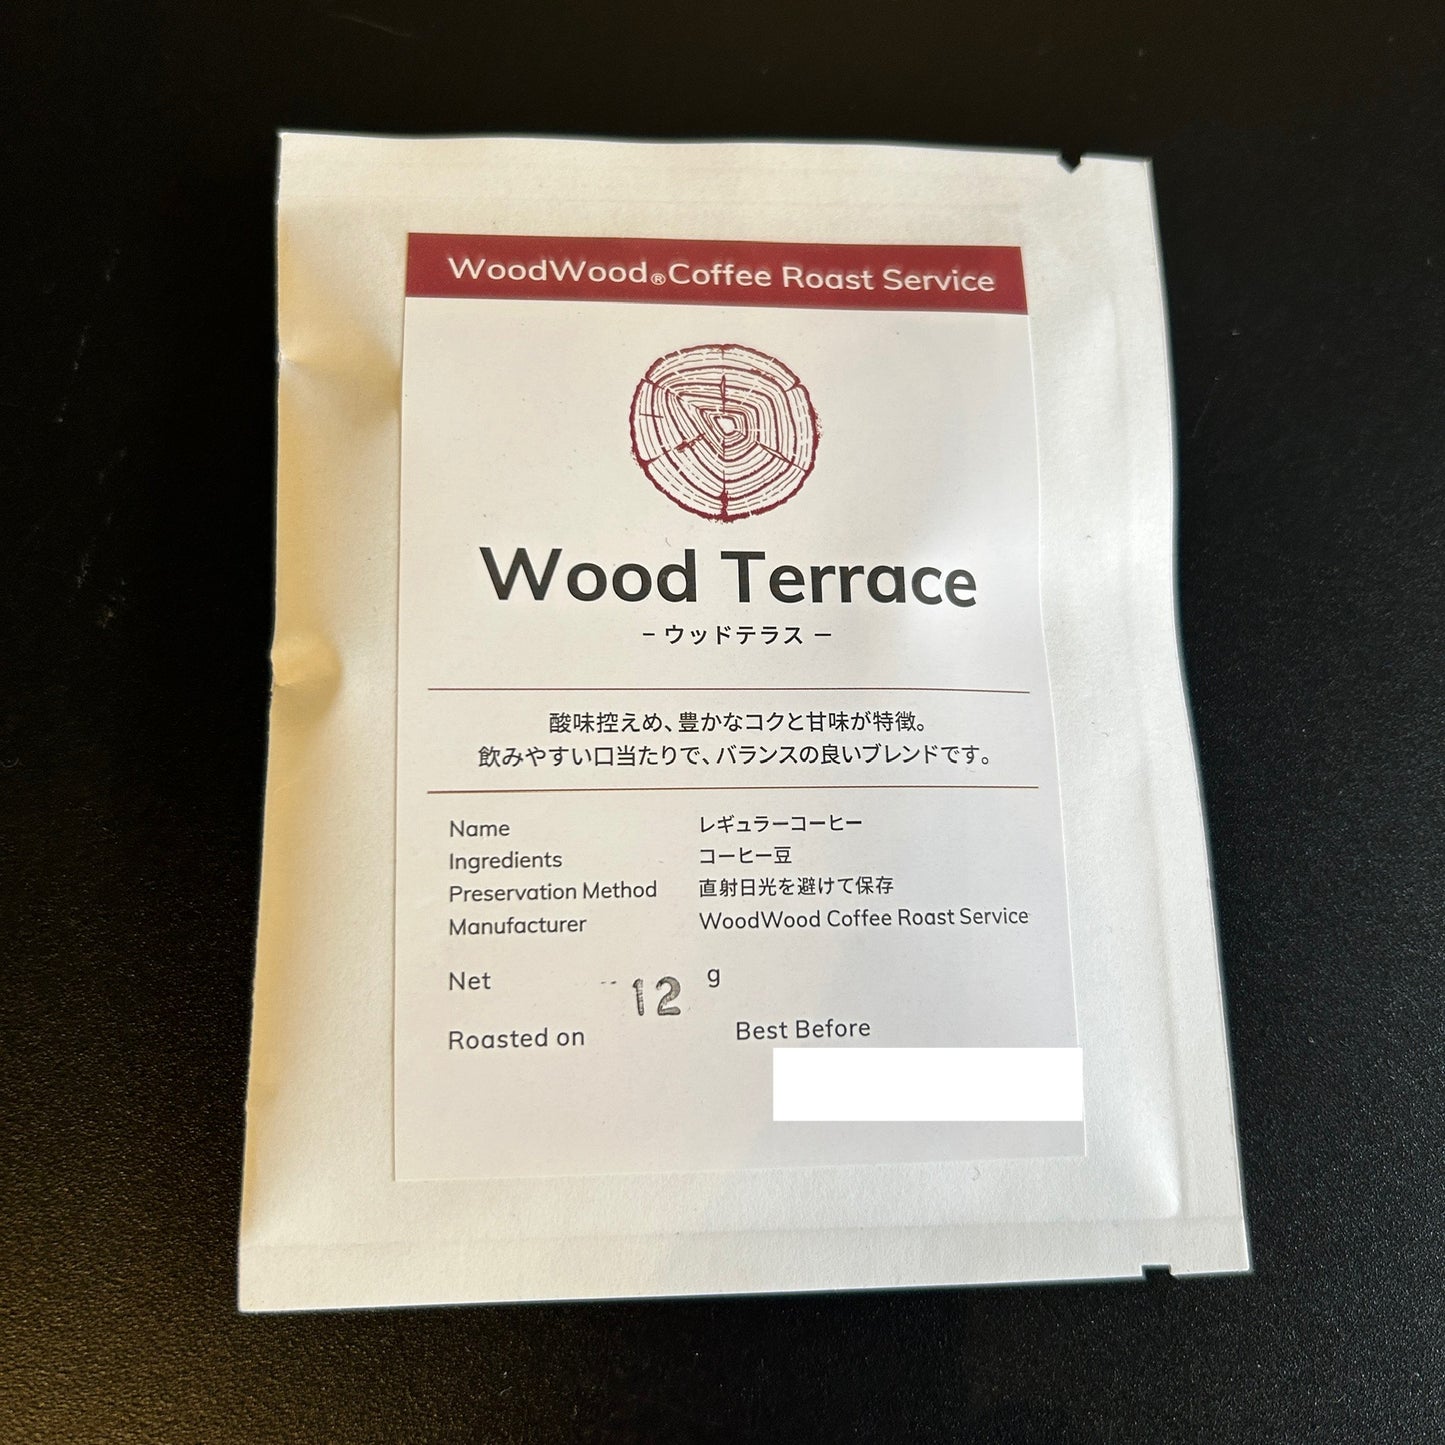 WoodWood®Coffee Roast Service
Wood Terrace
– ウッドテラス –
酸味控えめ、豊かなコクと甘味が特徴。
飲みやすい口当たりで、バランスの良いブレンドです。
Name レギュラーコーヒー
Ingredients コーヒー豆
Preservation Method 直射日光を避けて保存
Manufacturer WoodWood Coffee Roast Service
Net 12 g
Roasted on Best Before